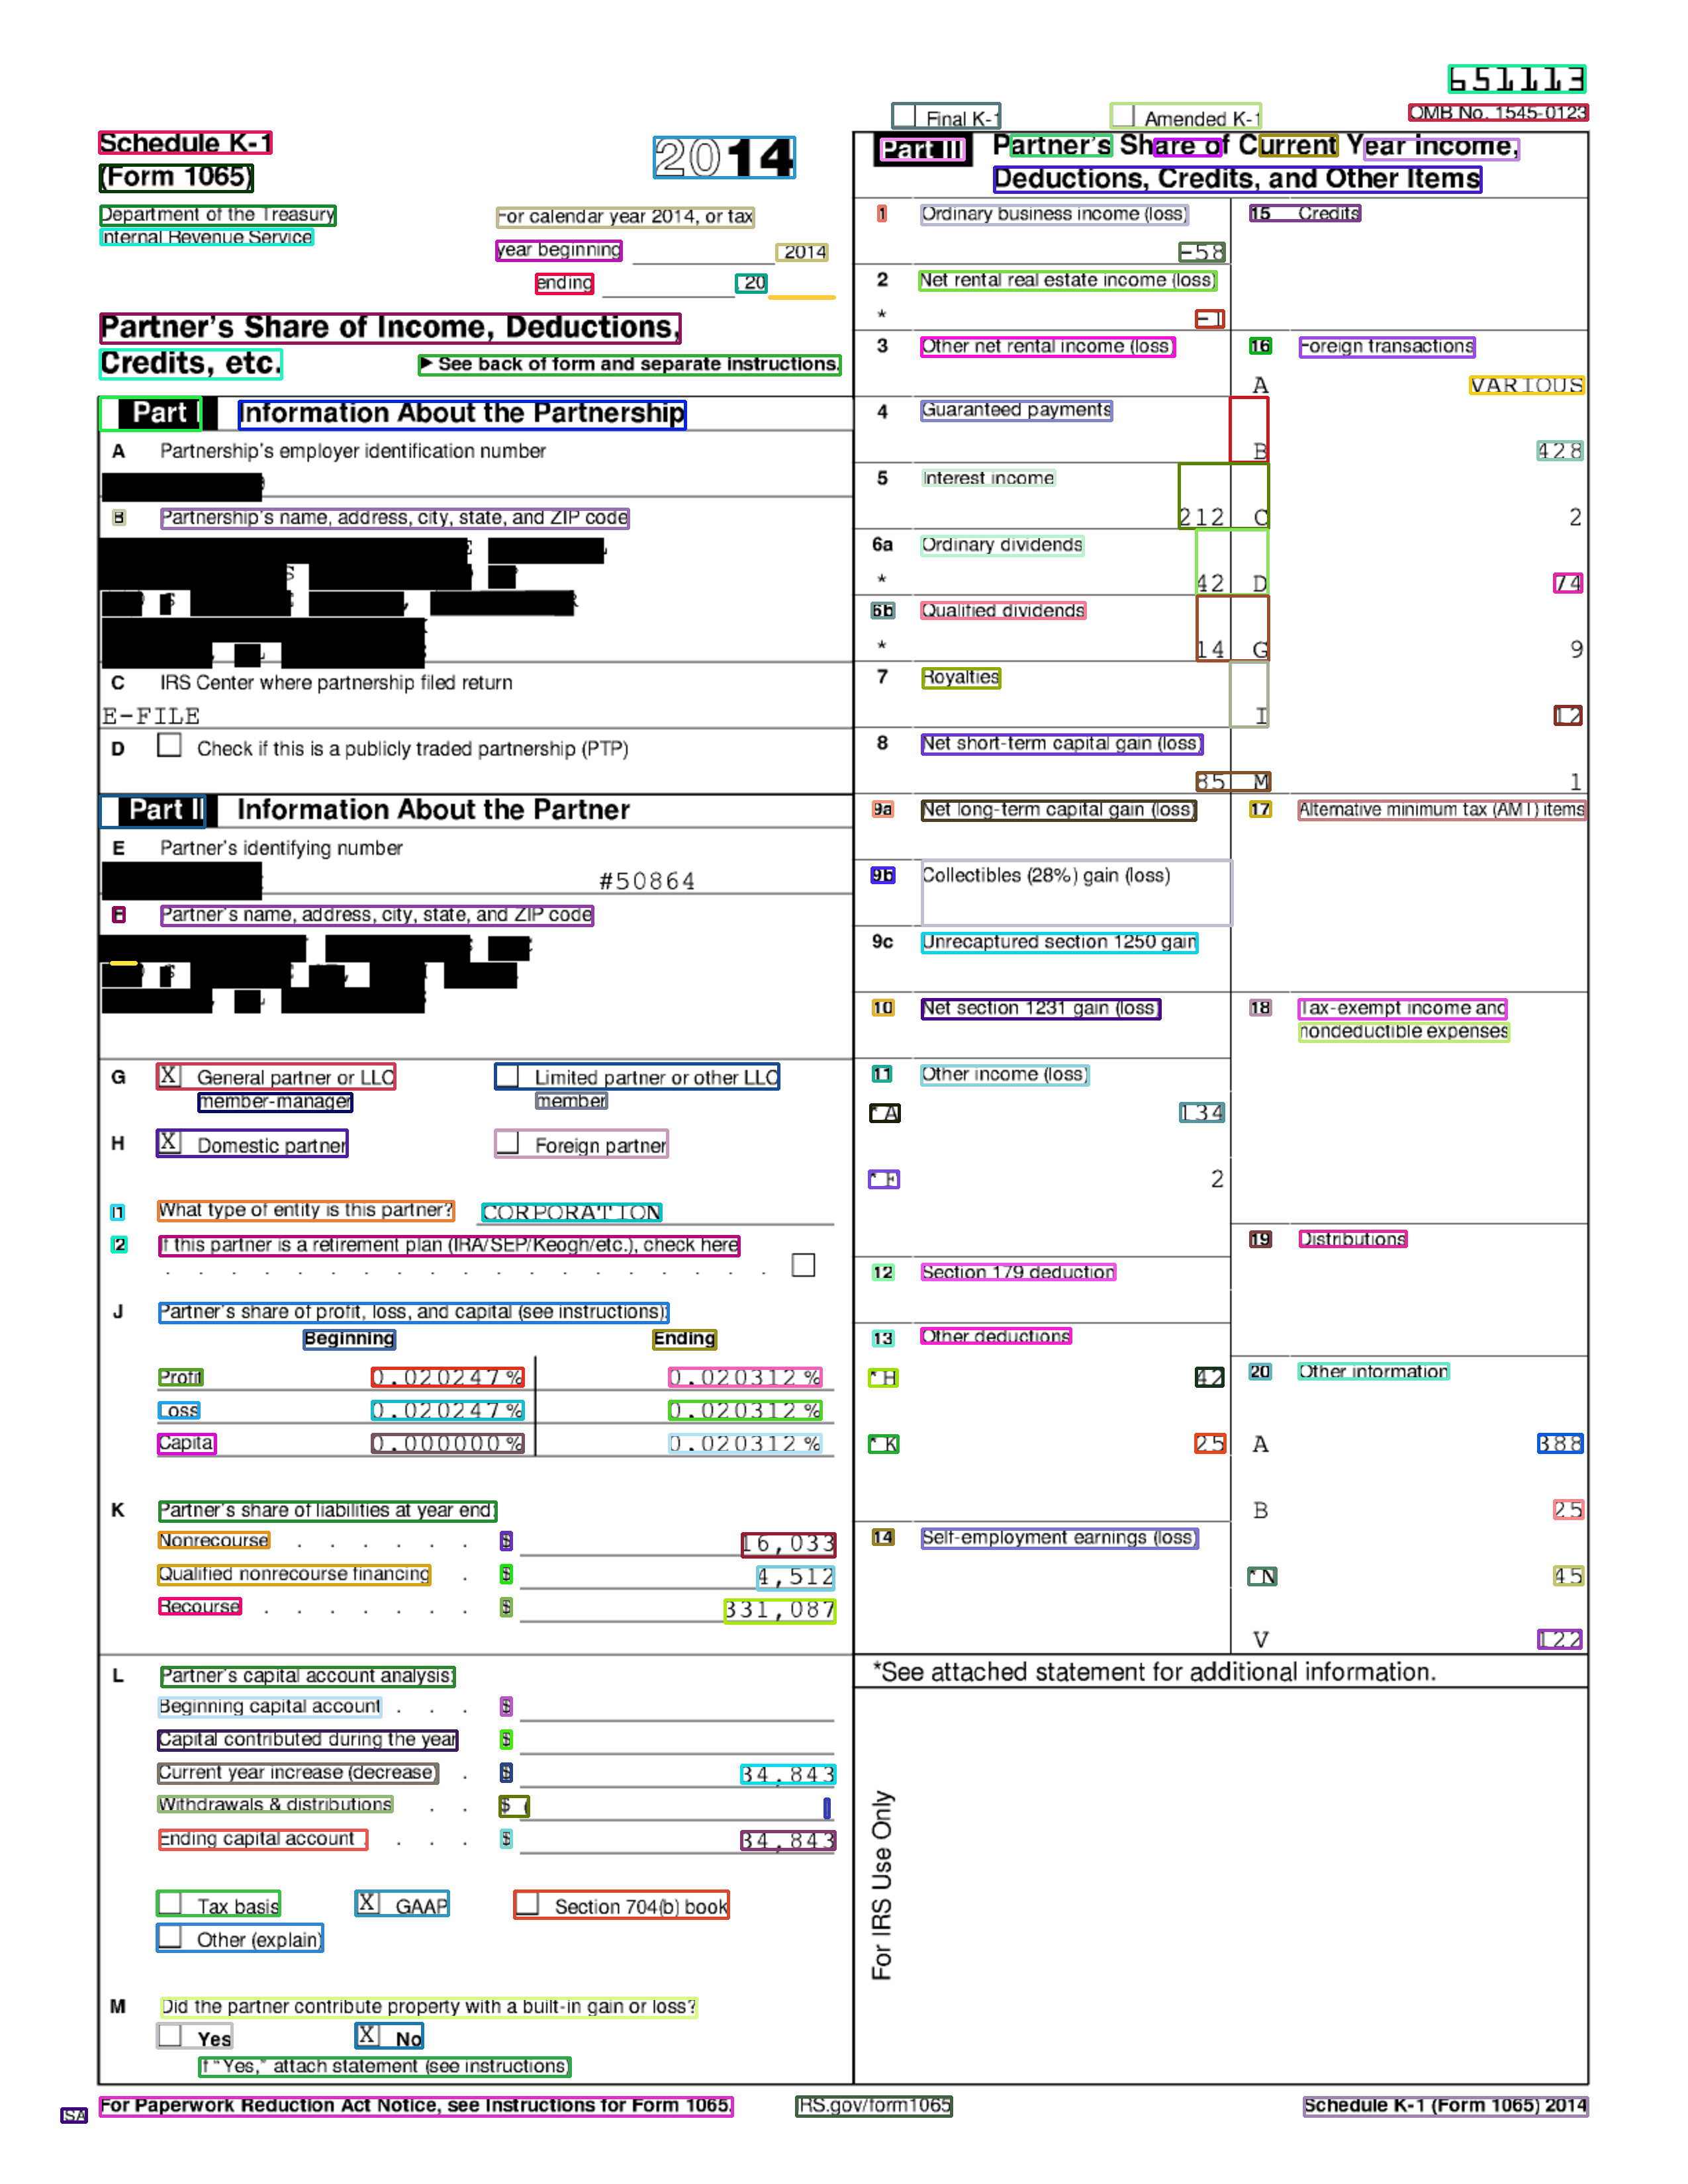 651113
Final K-1
Amended K-1
OMB No. 1545-0123
Schedule K-1
(Form 1065)
2014
Department of the Treasury
Internal Revenue Service
For calendar year 2014, or tax
year beginning 2014
ending 20
Partner's Share of Income, Deductions,
Credits, etc.
▶ See back of form and separate instructions.
Part I Information About the Partnership
A Partnership's employer identification number
B Partnership's name, address, city, state, and ZIP code
C IRS Center where partnership filed return
E-FILE
D Check if this is a publicly traded partnership (PTP)
Part II Information About the Partner
E Partner's identifying number
#50864
F Partner's name, address, city, state, and ZIP code
G X General partner or LLC
member-manager
Limited partner or other LLC
member
H X Domestic partner
Foreign partner
I1 What type of entity is this partner? CORPORATION
I2 If this partner is a retirement plan (IRA/SEP/Keogh/etc.), check here
. . . . . . . . . . . . . . . . . . .
J Partner's share of profit, loss, and capital (see instructions):
Beginning Ending
Profit 0.020247% 0.020312%
Loss 0.020247% 0.020312%
Capital 0.000000% 0.020312%
K Partner's share of liabilities at year end:
Nonrecourse . . . . . . $ 16,033
Qualified nonrecourse financing . $ 4,512
Recourse . . . . . . . $ 331,087
L Partner's capital account analysis:
Beginning capital account . . . $
Capital contributed during the year $
Current year increase (decrease) . $ 34,843
Withdrawals & distributions . . $ ( )
Ending capital account . . . . $ 34,843
Tax basis
X GAAP
Section 704(b) book
Other (explain)
M Did the partner contribute property with a built-in gain or loss?
Yes
X No
If "Yes," attach statement (see instructions)
Part III Partner's Share of Current Year Income,
Deductions, Credits, and Other Items
1 Ordinary business income (loss)
-58
2 Net rental real estate income (loss)
* -1
3 Other net rental income (loss)
4 Guaranteed payments
5 Interest income
212
6a Ordinary dividends
* 42
6b Qualified dividends
* 14
7 Royalties
8 Net short-term capital gain (loss)
85
9a Net long-term capital gain (loss)
9b Collectibles (28%) gain (loss)
9c Unrecaptured section 1250 gain
10 Net section 1231 gain (loss)
11 Other income (loss)
*A 134
*F 2
12 Section 179 deduction
13 Other deductions
*H 42
*K 25
14 Self-employment earnings (loss)
15 Credits
16 Foreign transactions
A VARIOUS
B 428
C 2
D 74
G 9
I 12
M 1
17 Alternative minimum tax (AMT) items
18 Tax-exempt income and
nondeductible expenses
19 Distributions
20 Other information
A 388
B 25
*N 45
V 122
*See attached statement for additional information.
For IRS Use Only
For Paperwork Reduction Act Notice, see Instructions for Form 1065.
IRS.gov/form1065
Schedule K-1 (Form 1065) 2014